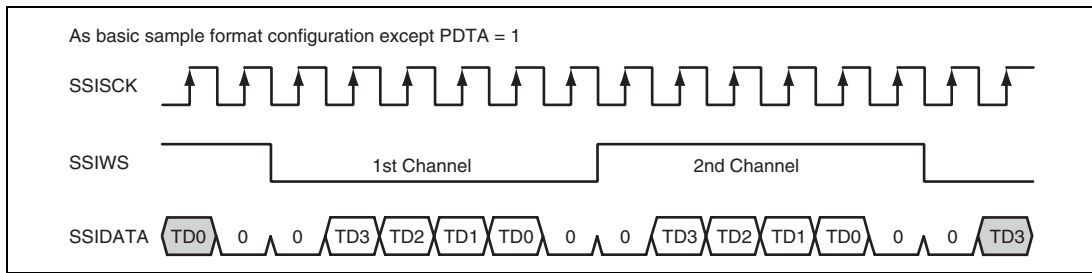 As basic sample format configuration except PDTA = 1
SSISCK
SSIWS 1st Channel 2nd Channel
SSIDATA TD0 0 0 TD3 TD2 TD1 TD0 0 0 TD3 TD2 TD1 TD0 0 0 TD3